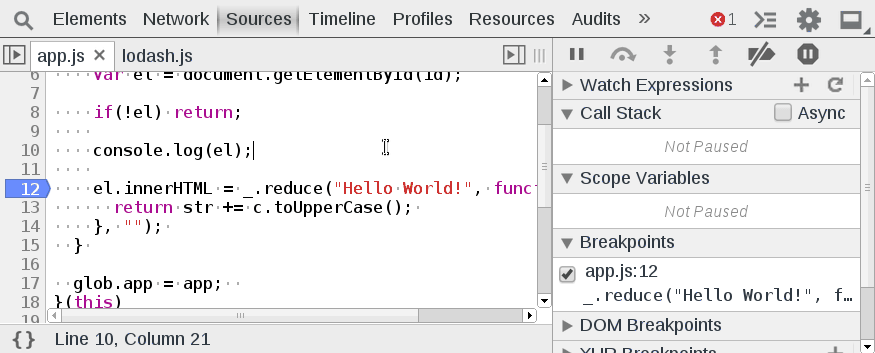 Elements Network Sources Timeline Profiles Resources Audits » 1
app.js × lodash.js
6 var el = document.getElementById(id);
7
8 if(!el) return;
9
10 console.log(el);
11
12 el.innerHTML = _.reduce("Hello World!", funct
13 return str += c.toUpperCase();
14 }, "");
15 }
16
17 glob.app = app;
18 }(this)
19
{} Line 10, Column 21
Watch Expressions
Call Stack Async
Not Paused
Scope Variables
Not Paused
Breakpoints
app.js:12
_.reduce("Hello World!", f…
DOM Breakpoints
XHR Breakpoints